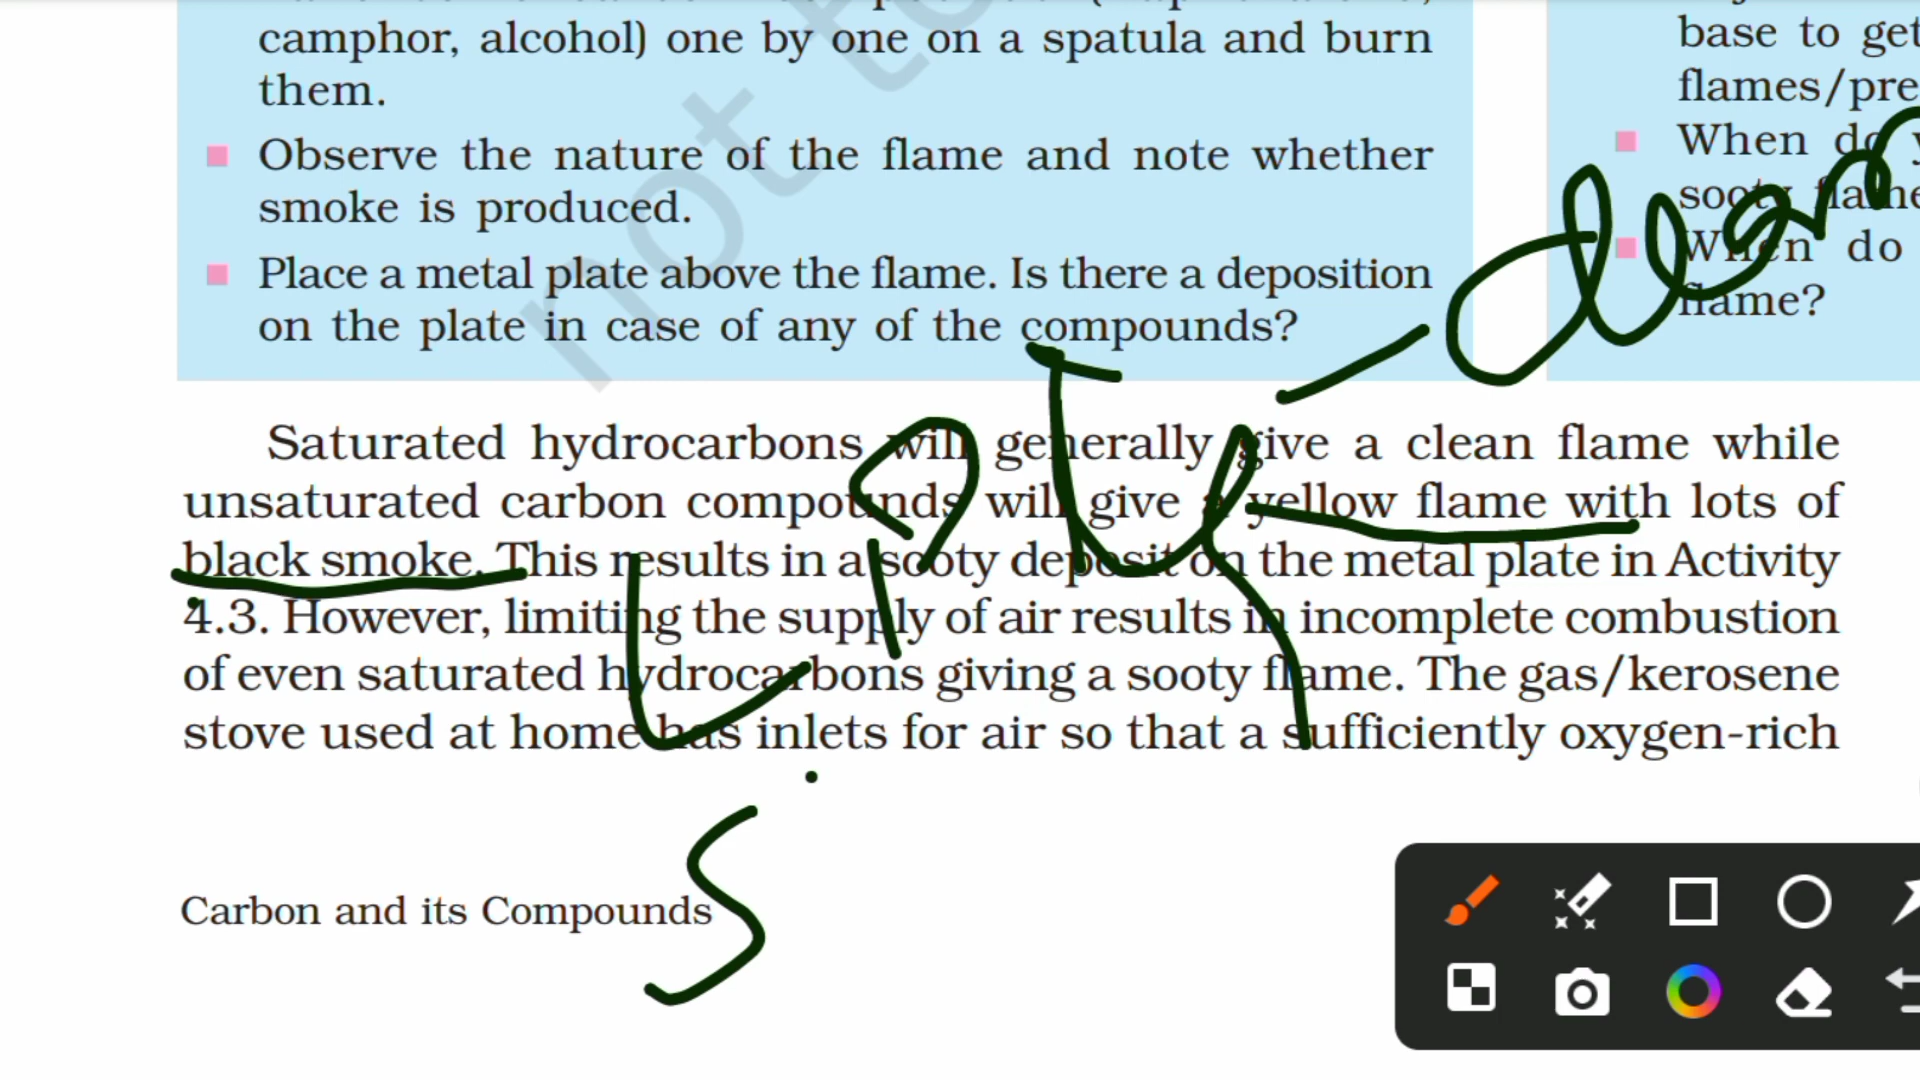 camphor, alcohol) one by one on a spatula and burn
them.
Observe the nature of the flame and note whether
smoke is produced.
Place a metal plate above the flame. Is there a deposition
on the plate in case of any of the compounds?
base to get
flames/pre
When do
sooty flame
When do
flame?
clean
Saturated hydrocarbons will generally give a clean flame while
unsaturated carbon compounds will give a yellow flame with lots of
black smoke. This results in a sooty deposit on the metal plate in Activity
4.3. However, limiting the supply of air results in incomplete combustion
of even saturated hydrocarbons giving a sooty flame. The gas/kerosene
stove used at home has inlets for air so that a sufficiently oxygen-rich
Carbon and its Compounds
not to